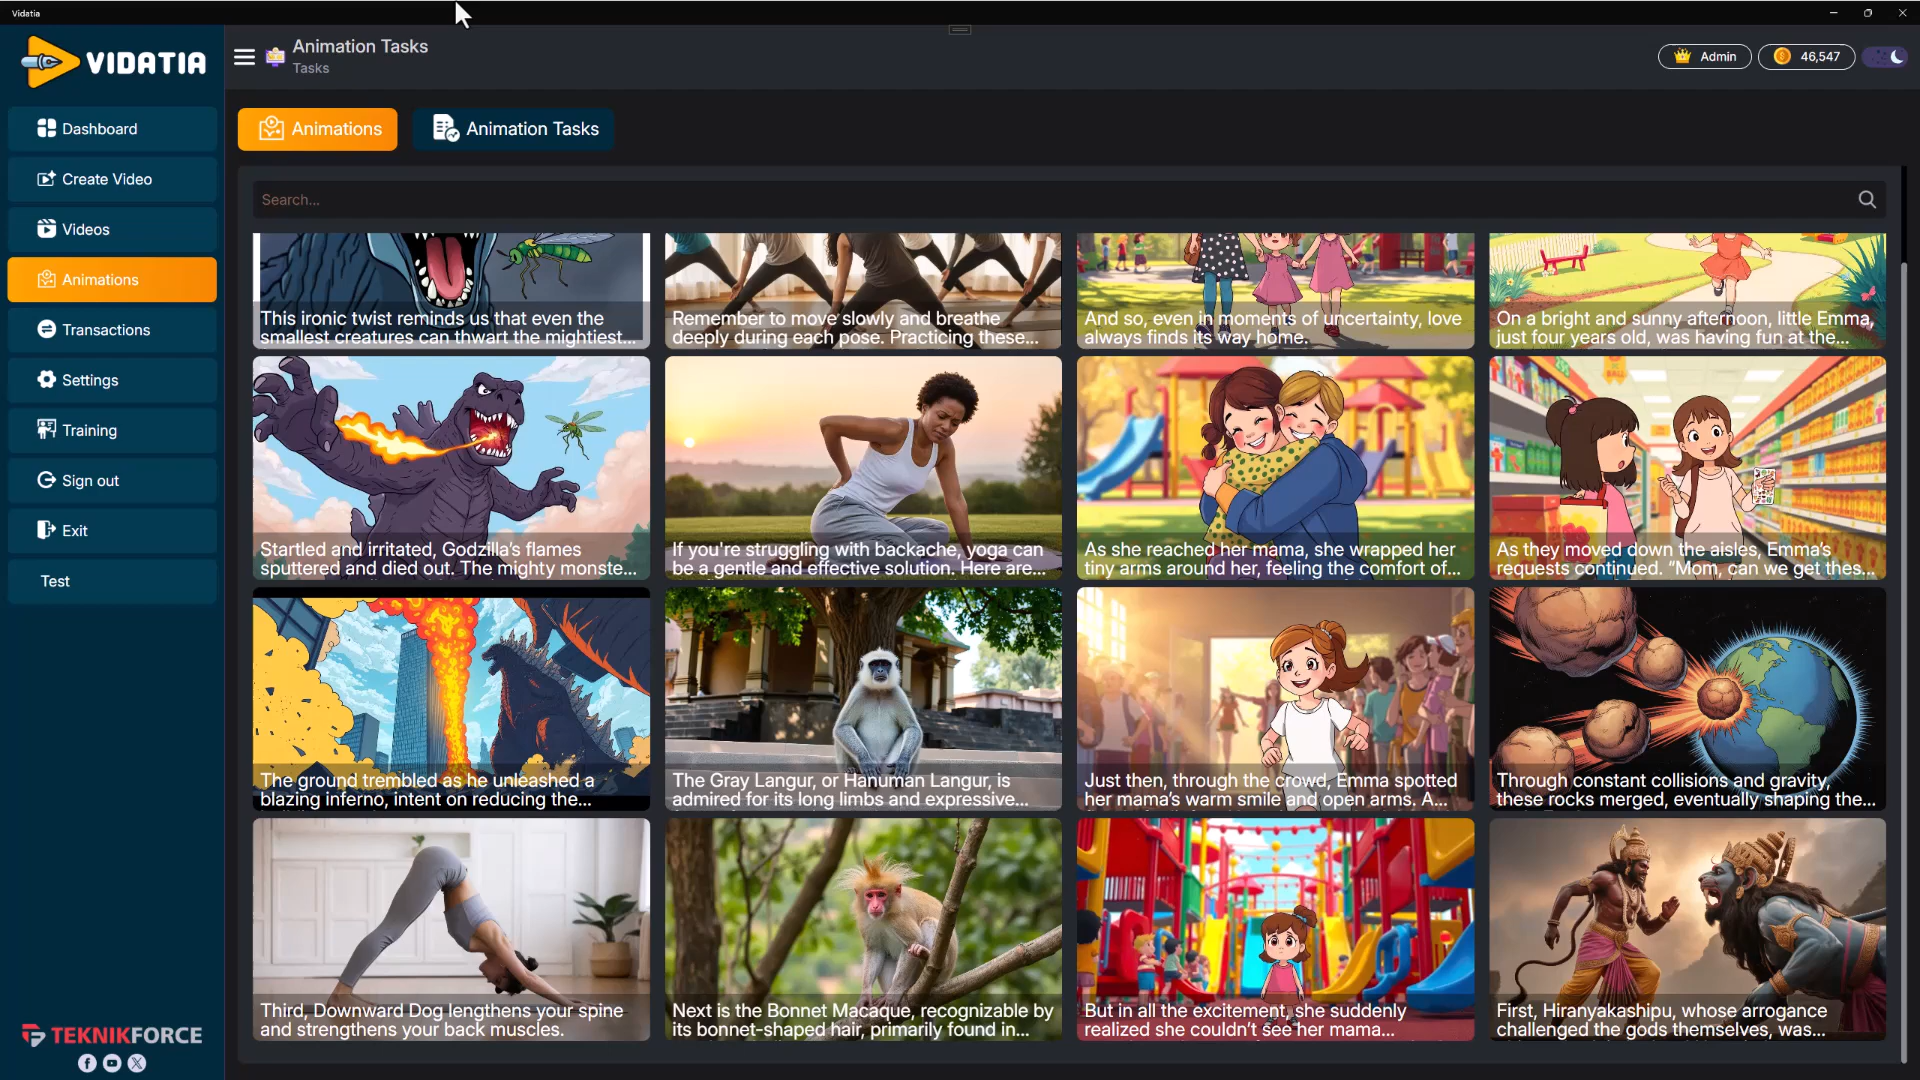 Vidatia
VIDATIA
Animation Tasks
Tasks
Admin
46,547
Dashboard
Create Video
Videos
Animations
Transactions
Settings
Training
Sign out
Exit
Test
TEKNIKFORCE
Animations
Animation Tasks
Search...
This ironic twist reminds us that even the
smallest creatures can thwart the mightiest...
Remember to move slowly and breathe
deeply during each pose. Practicing these...
And so, even in moments of uncertainty, love
always finds its way home.
On a bright and sunny afternoon, little Emma,
just four years old, was having fun at the...
Startled and irritated, Godzilla's flames
sputtered and died out. The mighty monste...
If you're struggling with backache, yoga can
be a gentle and effective solution. Here are...
As she reached her mama, she wrapped her
tiny arms around her, feeling the comfort of...
As they moved down the aisles, Emma's
requests continued. "Mom, can we get thes...
The ground trembled as he unleashed a
blazing inferno, intent on reducing the...
The Gray Langur, or Hanuman Langur, is
admired for its long limbs and expressive...
Just then, through the crowd, Emma spotted
her mama's warm smile and open arms. A...
Through constant collisions and gravity,
these rocks merged, eventually shaping the...
Third, Downward Dog lengthens your spine
and strengthens your back muscles.
Next is the Bonnet Macaque, recognizable by
its bonnet-shaped hair, primarily found in...
But in all the excitement, she suddenly
realized she couldn't see her mama...
First, Hiranyakashipu, whose arrogance
challenged the gods themselves, was...